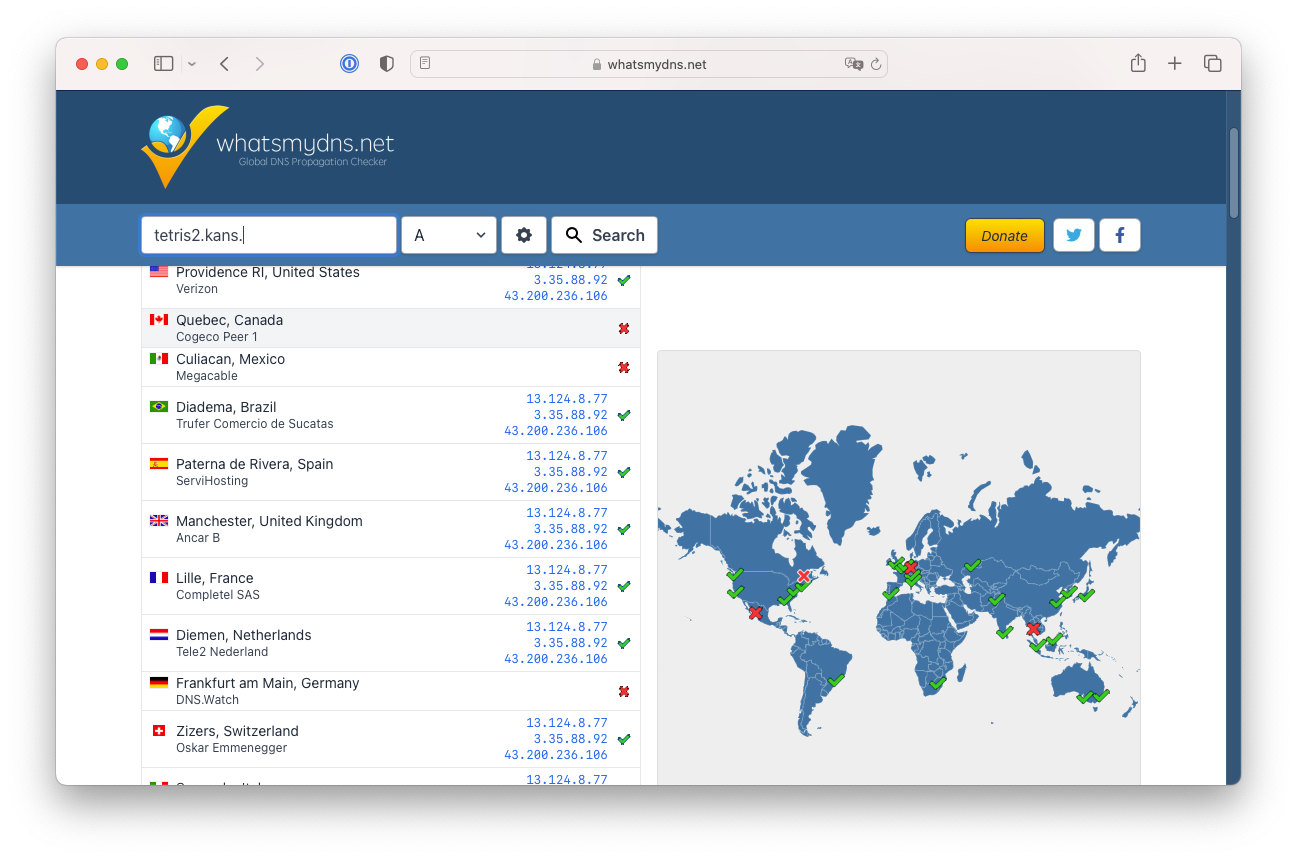 whatsmydns.net
whatsmydns.net
Global DNS Propagation Checker
tetris2.kans.
A
Search
Donate
Providence RI, United States
Verizon
13.124.8.77
3.35.88.92
43.200.236.106
Quebec, Canada
Cogeco Peer 1
Culiacan, Mexico
Megacable
Diadema, Brazil
Trufer Comercio de Sucatas
13.124.8.77
3.35.88.92
43.200.236.106
Paterna de Rivera, Spain
ServiHosting
13.124.8.77
3.35.88.92
43.200.236.106
Manchester, United Kingdom
Ancar B
13.124.8.77
3.35.88.92
43.200.236.106
Lille, France
Completel SAS
13.124.8.77
3.35.88.92
43.200.236.106
Diemen, Netherlands
Tele2 Nederland
13.124.8.77
3.35.88.92
43.200.236.106
Frankfurt am Main, Germany
DNS.Watch
Zizers, Switzerland
Oskar Emmenegger
13.124.8.77
3.35.88.92
43.200.236.106
13.124.8.77